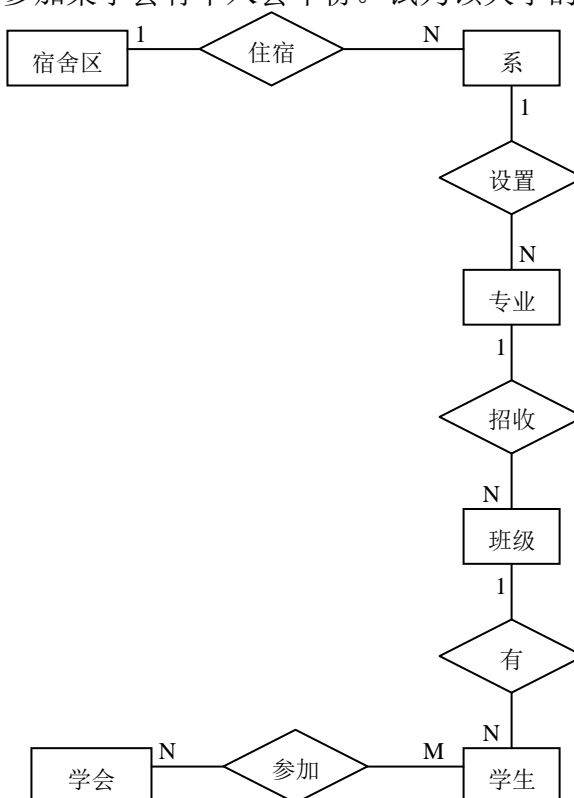 参加某学会有个入会年份。试为该大学的
1 住宿 N
宿舍区 系
1
设置
N
专业
1
招收
N
班级
1
有
N
N 参加 M
学会 学生